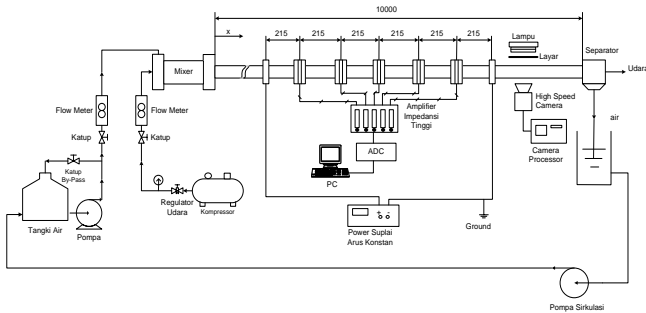 10000
x
215
215
215
215
215
215
Lampu
Layar
Separator
Udara
Mixer
Flow Meter
Flow Meter
High Speed
Camera
Amplifier
Impedansi
Tinggi
air
Katup
Katup
ADC
Camera
Processor
Katup
By-Pass
PC
Regulator
Udara
Kompressor
Power Suplai
Arus Konstan
Ground
Tangki Air
Pompa
Pompa Sirkulasi